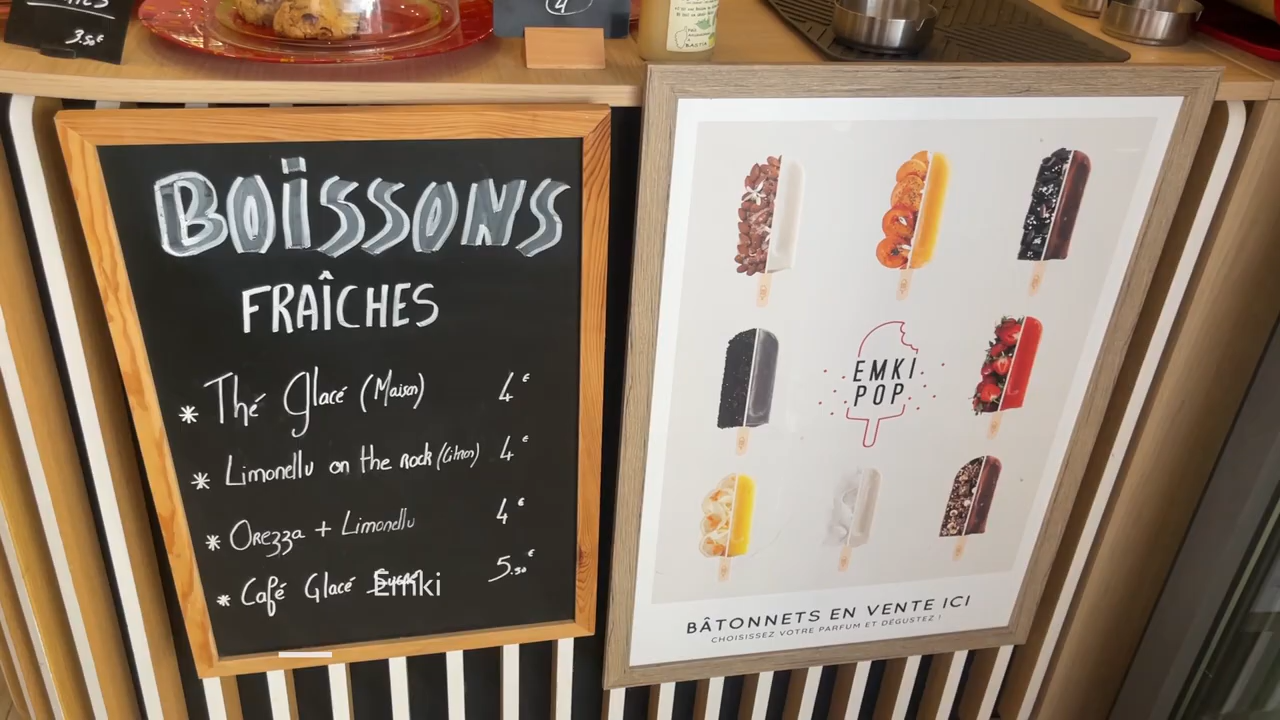 3.50€
4
BOISSONS
FRAÎCHES
* Thé Glacé (Maison) 4€
* Limonellu on the rock (Citron) 4€
* Orezza + Limonellu 4€
* Café Glacé Emki 5.50€
EMKI
POP
BÂTONNETS EN VENTE ICI
CHOISISSEZ VOTRE PARFUM ET DÉGUSTEZ !